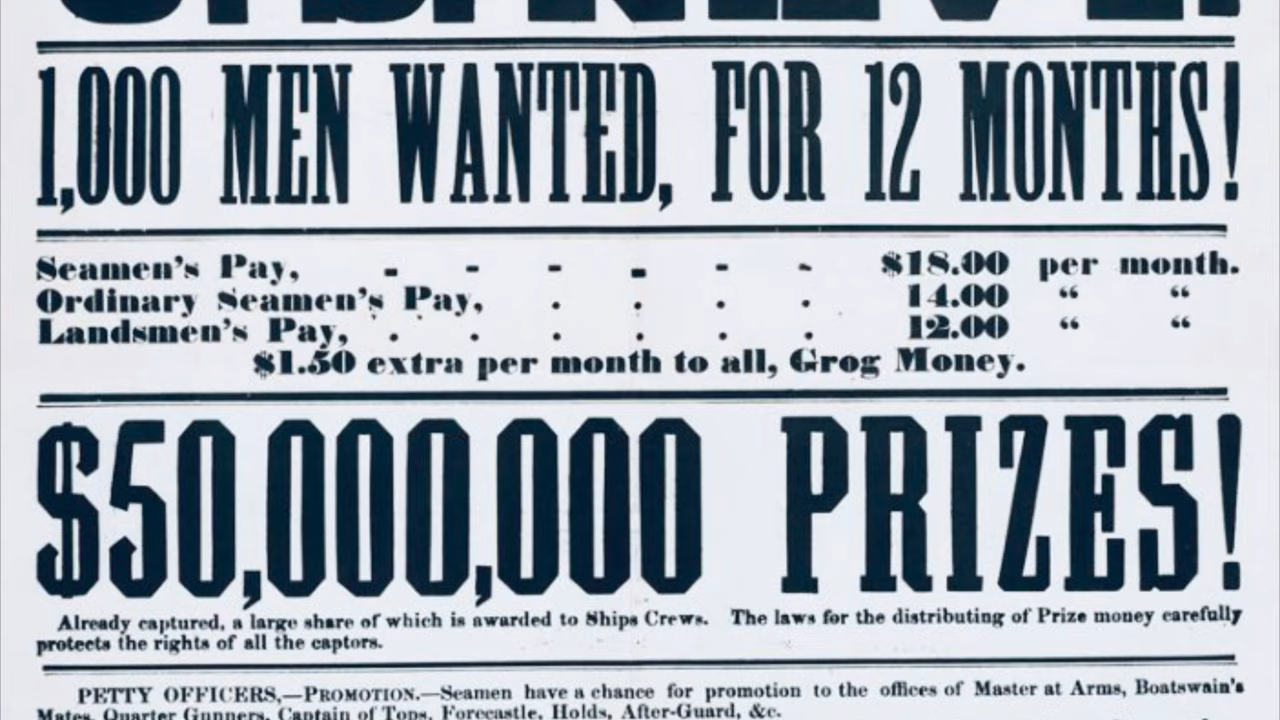 1,000 MEN WANTED, FOR 12 MONTHS!
Seamen's Pay, - - - - - - $18.00 per month.
Ordinary Seamen's Pay, . . . . 14.00 “ “
Landsmen's Pay, . . . . . . 12.00 “ “
$1.50 extra per month to all, Grog Money.
$50,000,000 PRIZES!
Already captured, a large share of which is awarded to Ships Crews. The laws for the distributing of Prize money carefully
protects the rights of all the captors.
PETTY OFFICERS,—PROMOTION.—Seamen have a chance for promotion to the offices of Master at Arms, Boatswain's
Mates, Quarter Gunners, Captain of Tops, Forecastle, Holds, After-Guard, &c.